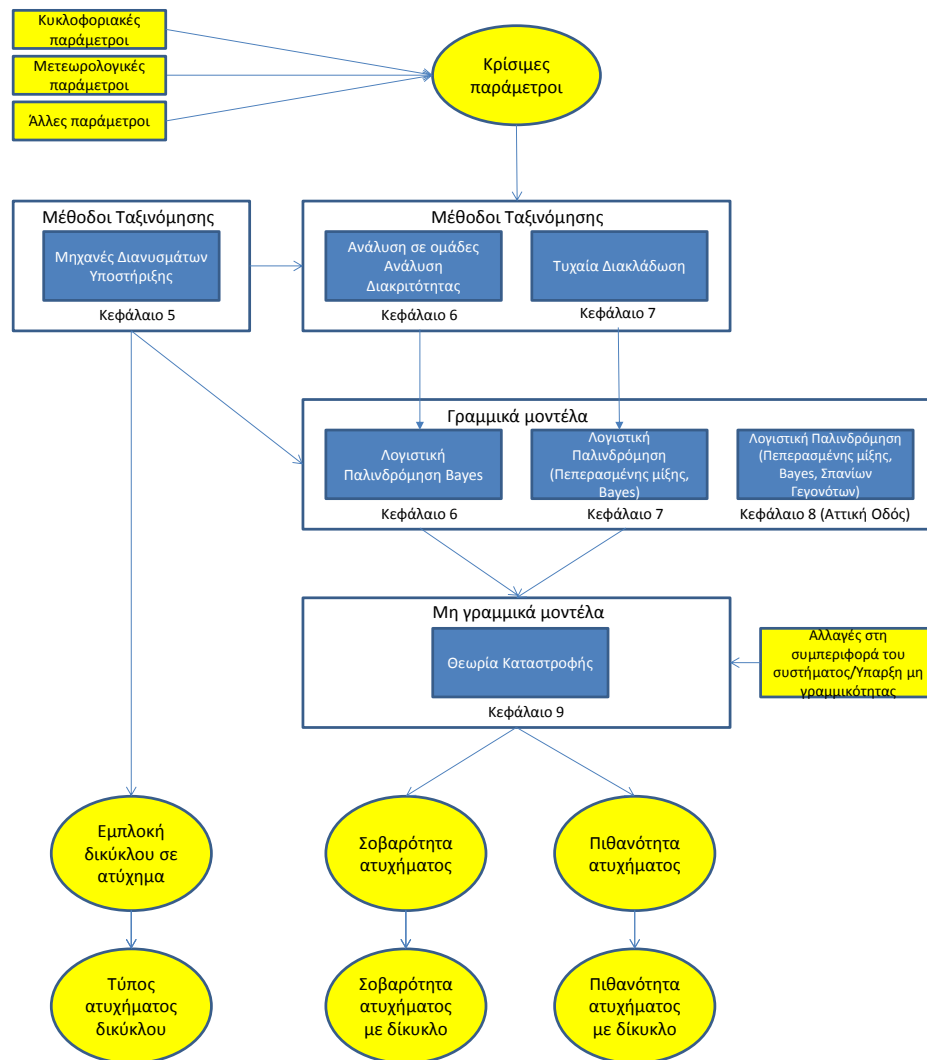 Κυκλοφοριακές
παράμετροι
Μετεωρολογικές
παράμετροι
Άλλες παράμετροι
Κρίσιμες
παράμετροι
Μέθοδοι Ταξινόμησης
Μηχανές Διανυσμάτων
Υποστήριξης
Κεφάλαιο 5
Μέθοδοι Ταξινόμησης
Ανάλυση σε ομάδες
Ανάλυση
Διακριτότητας
Κεφάλαιο 6
Τυχαία Διακλάδωση
Κεφάλαιο 7
Γραμμικά μοντέλα
Λογιστική
Παλινδρόμηση Bayes
Κεφάλαιο 6
Λογιστική
Παλινδρόμηση
(Πεπερασμένης μίξης,
Bayes)
Κεφάλαιο 7
Λογιστική Παλινδρόμηση
(Πεπερασμένης μίξης,
Bayes, Σπανίων
Γεγονότων)
Κεφάλαιο 8 (Αττική Οδός)
Μη γραμμικά μοντέλα
Θεωρία Καταστροφής
Κεφάλαιο 9
Αλλαγές στη
συμπεριφορά του
συστήματος/Ύπαρξη μη
γραμμικότητας
Εμπλοκή
δικύκλου σε
ατύχημα
Σοβαρότητα
ατυχήματος
Πιθανότητα
ατυχήματος
Τύπος
ατυχήματος
δικύκλου
Σοβαρότητα
ατυχήματος
με δίκυκλο
Πιθανότητα
ατυχήματος
με δίκυκλο